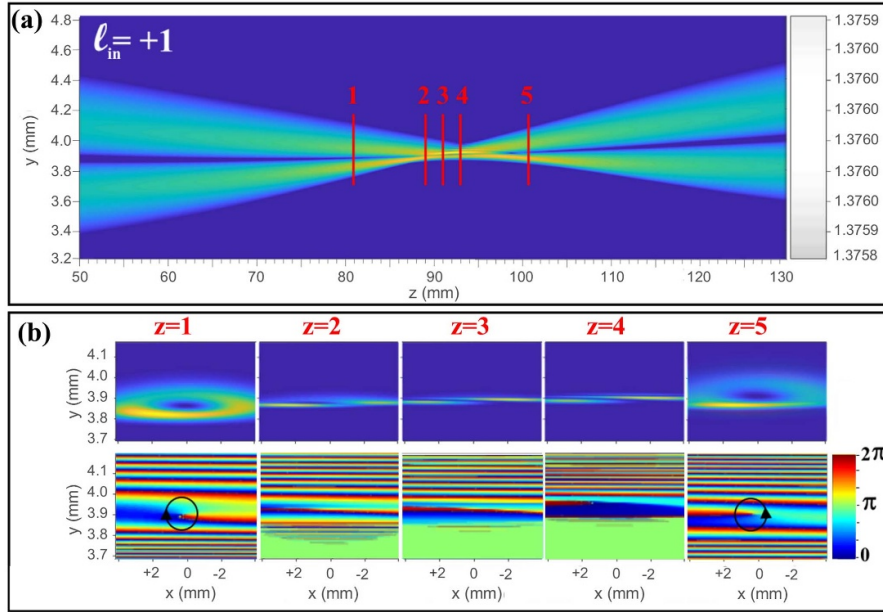 (a)
ℓin= +1
1 2 3 4 5
4.8
4.6
4.4
4.2
4.0
3.8
3.6
3.4
3.2
y (mm)
50 60 70 80 90 100 110 120 130
z (mm)
1.3759
1.3760
1.3760
1.3760
1.3760
1.3760
1.3759
1.3758
(b)
z=1 z=2 z=3 z=4 z=5
4.1
4.0
3.9
3.8
3.7
y (mm)
4.1
4.0
3.9
3.8
3.7
y (mm)
2π
π
0
+2 0 -2 +2 0 -2 +2 0 -2 +2 0 -2 +2 0 -2
x (mm) x (mm) x (mm) x (mm) x (mm)